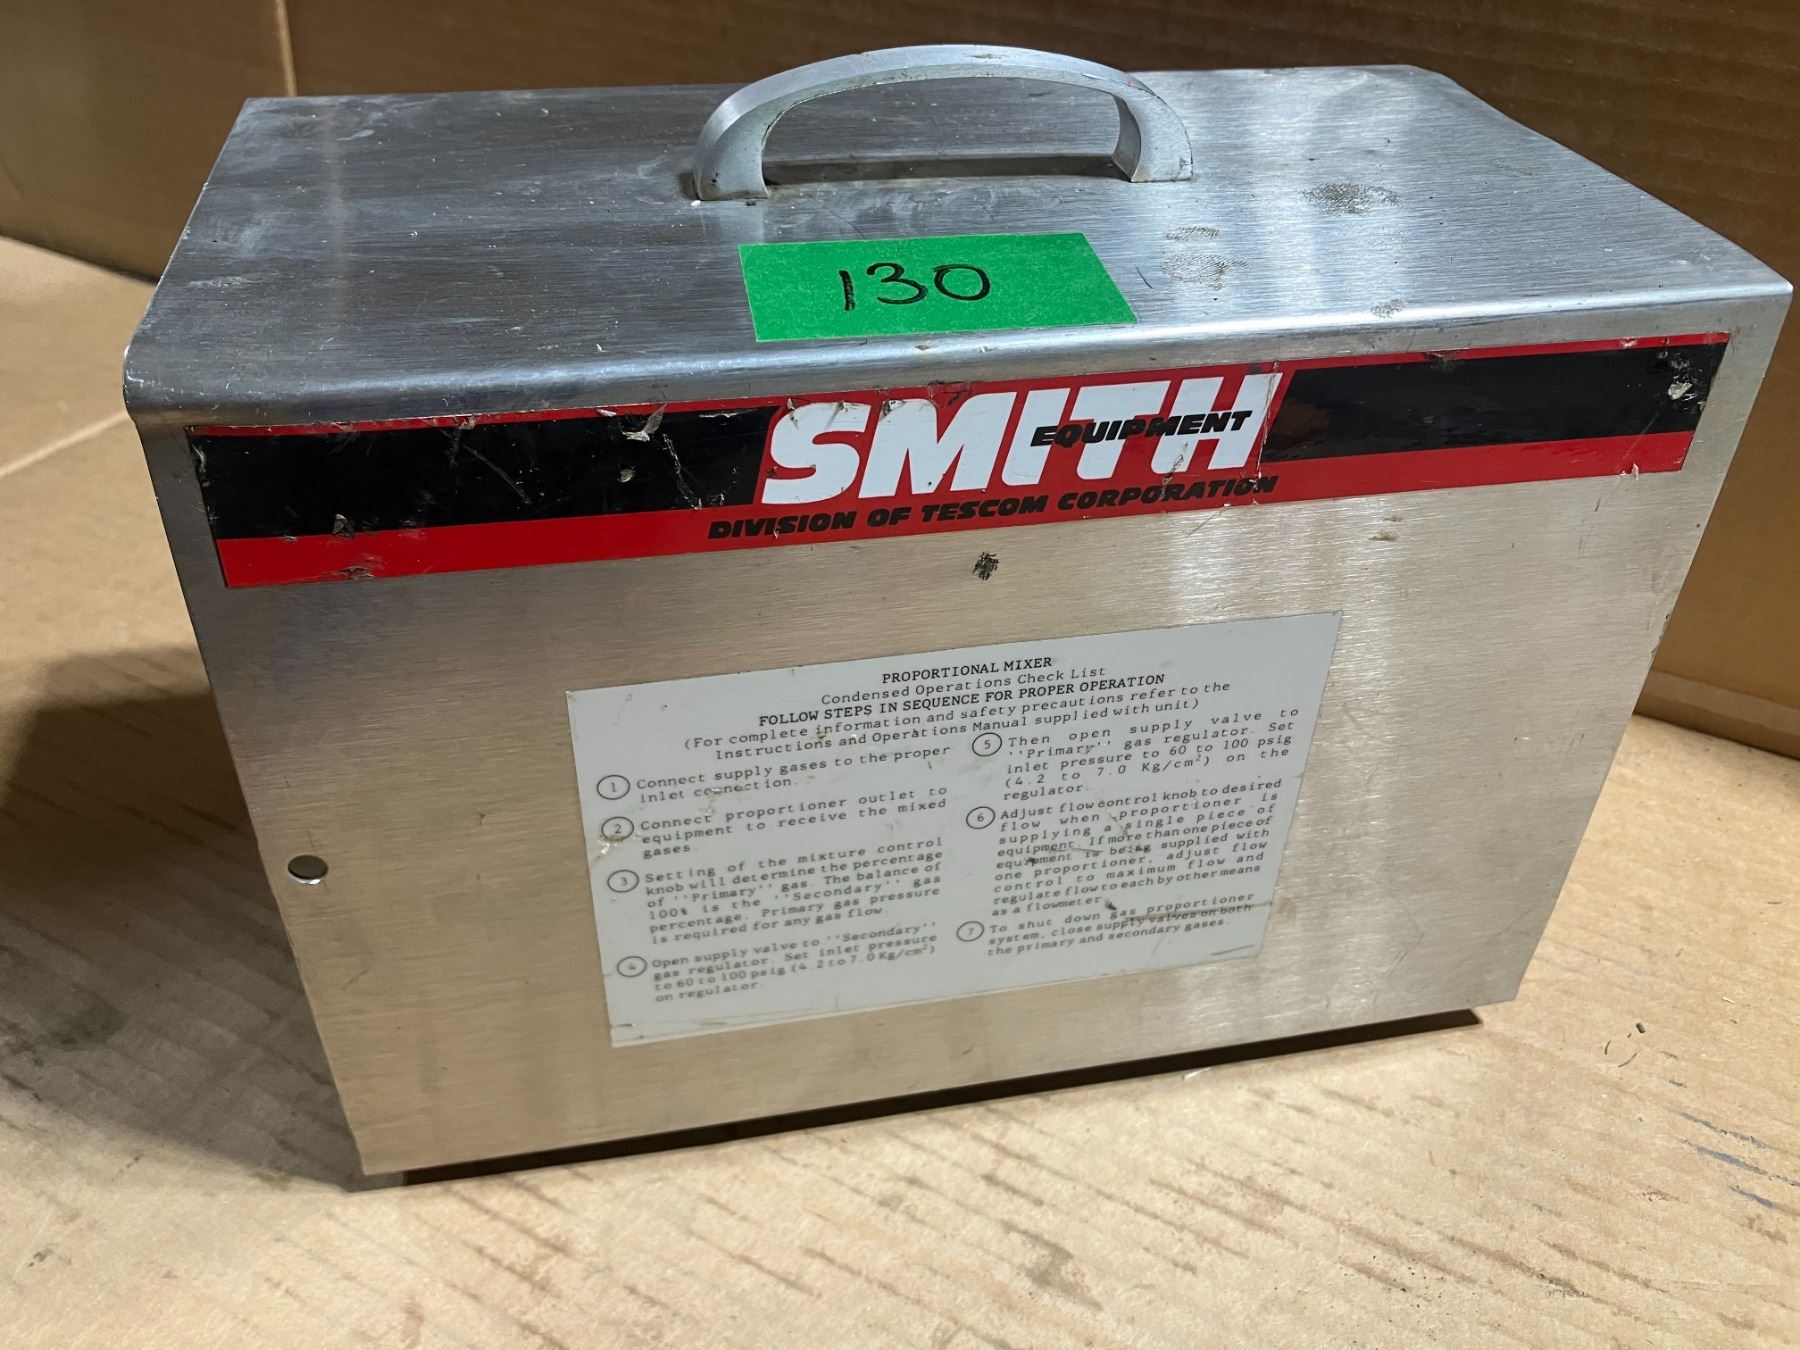 130
SMITH
EQUIPMENT
DIVISION OF TESCOM CORPORATION
PROPORTIONAL MIXER
Condensed Operations Check List
FOLLOW STEPS IN SEQUENCE FOR PROPER OPERATION
(For complete information and safety precautions refer to the
Instructions and Operations Manual supplied with unit)
1 Connect supply gases to the proper
inlet connection.
2 Connect proportioner outlet to
equipment to receive the mixed
gases.
3 Setting of the mixture control
knob will determine the percentage
of ''Primary'' gas. The balance of
100% is the ''Secondary'' gas
percentage. Primary gas pressure
is required for any gas flow.
4 Open supply valve to ''Secondary''
gas regulator. Set inlet pressure
to 60 to 100 psig (4.2 to 7.0 Kg/cm²)
on regulator.
5 Then open supply valve to
''Primary'' gas regulator. Set
inlet pressure to 60 to 100 psig
(4.2 to 7.0 Kg/cm²) on the
regulator.
6 Adjust flow control knob to desired
flow when proportioner is
supplying a single piece of
equipment. If more than one piece of
equipment is being supplied with
one proportioner, adjust flow
control to maximum flow and
regulate flow to each by other means
as a flowmeter.
7 To shut down gas proportioner
system, close supply valves on both
the primary and secondary gases.